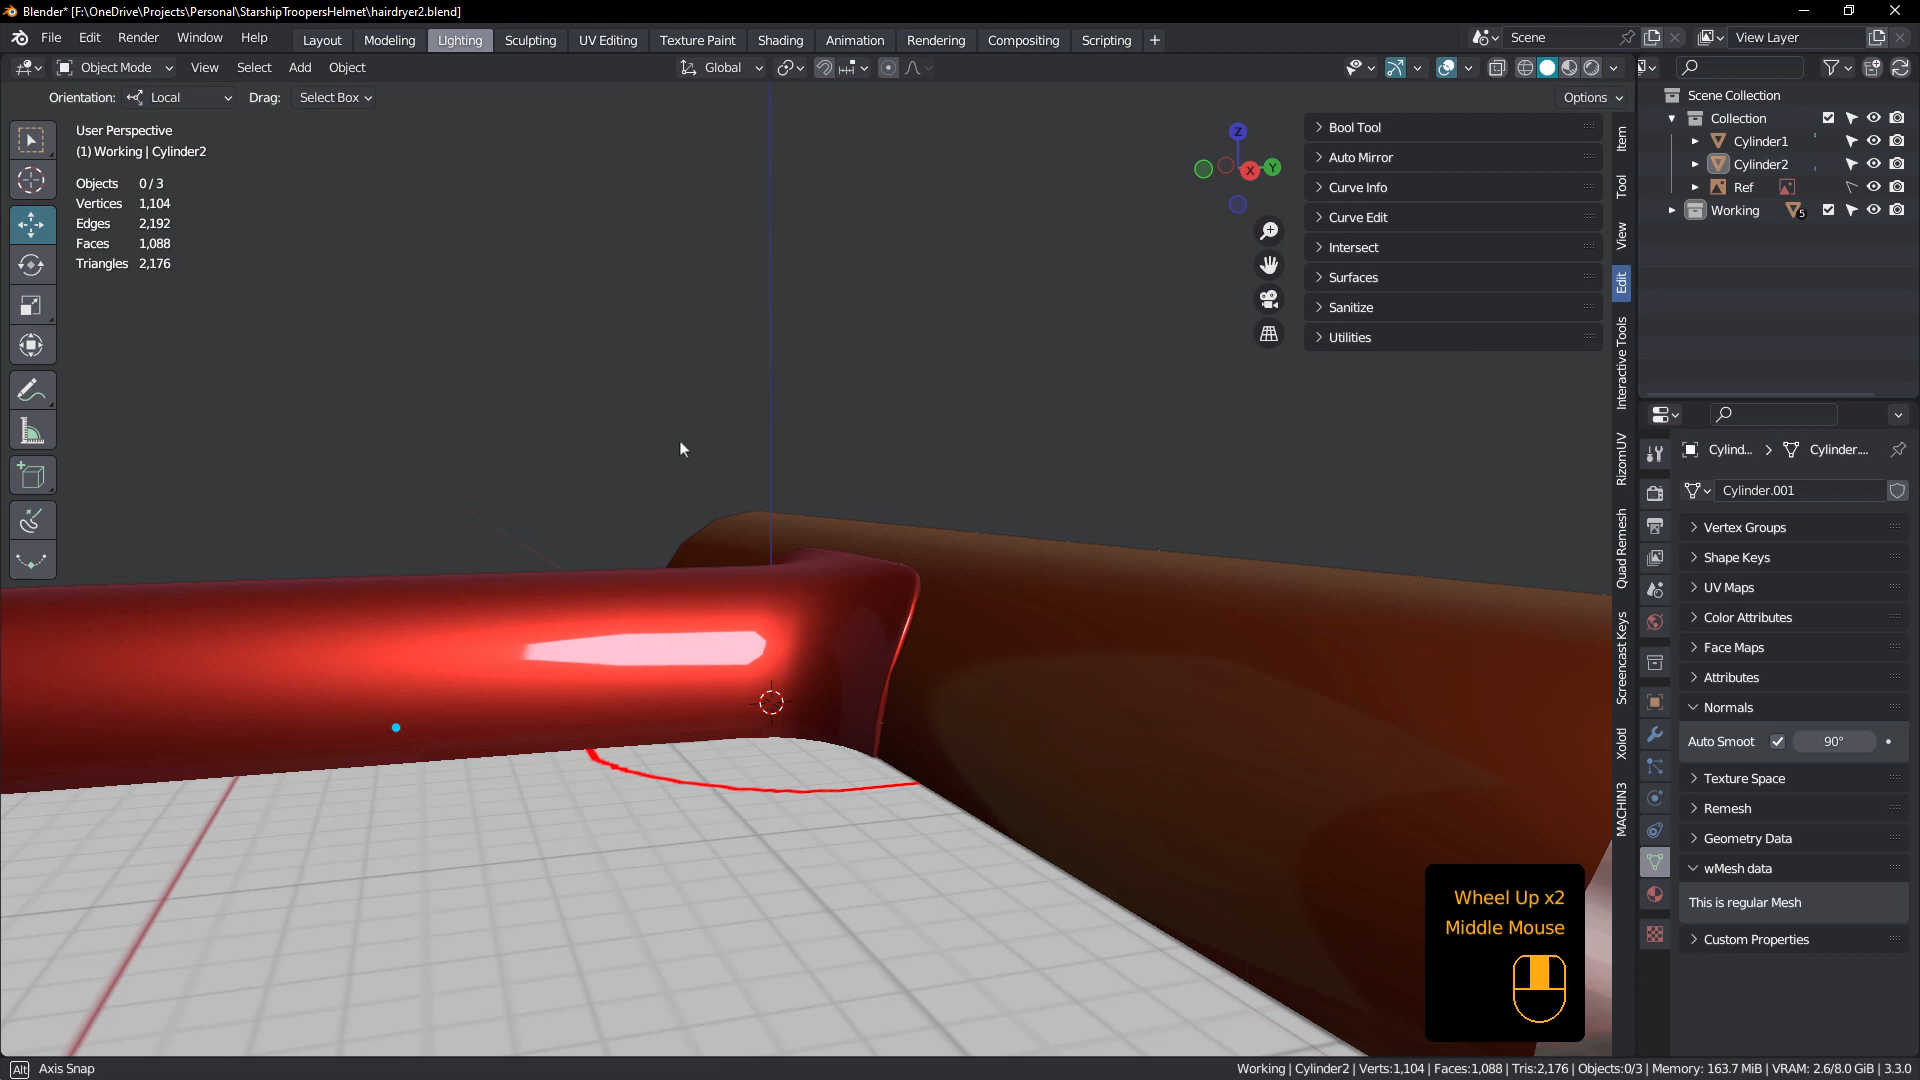 Blender* [F:\OneDrive\Projects\Personal\StarshipTroopersHelmet\hairdryer2.blend]
File Edit Render Window Help Layout Modeling Lighting Sculpting UV Editing Texture Paint Shading Animation Rendering Compositing Scripting + Scene View Layer
Object Mode View Select Add Object Global
Orientation: Local Drag: Select Box Options
User Perspective
(1) Working | Cylinder2
Objects 0/3
Vertices 1,104
Edges 2,192
Faces 1,088
Triangles 2,176
Z
X
Y
Bool Tool
Auto Mirror
Curve Info
Curve Edit
Intersect
Surfaces
Sanitize
Utilities
Item
Tool
View
Edit
Interactive Tools
RizomUV
Quad Remesh
Screencast Keys
Xolotl
MACHIN3
Scene Collection
Collection
Cylinder1
Cylinder2
Ref
Working 5
Cylind... Cylinder....
Cylinder.001
Vertex Groups
Shape Keys
UV Maps
Color Attributes
Face Maps
Attributes
Normals
Auto Smoot 90°
Texture Space
Remesh
Geometry Data
wMesh data
This is regular Mesh
Custom Properties
Wheel Up x2
Middle Mouse
Alt Axis Snap
Working | Cylinder2 | Verts:1,104 | Faces:1,088 | Tris:2,176 | Objects:0/3 | Memory: 163.7 MiB | VRAM: 2.6/8.0 GiB | 3.3.0